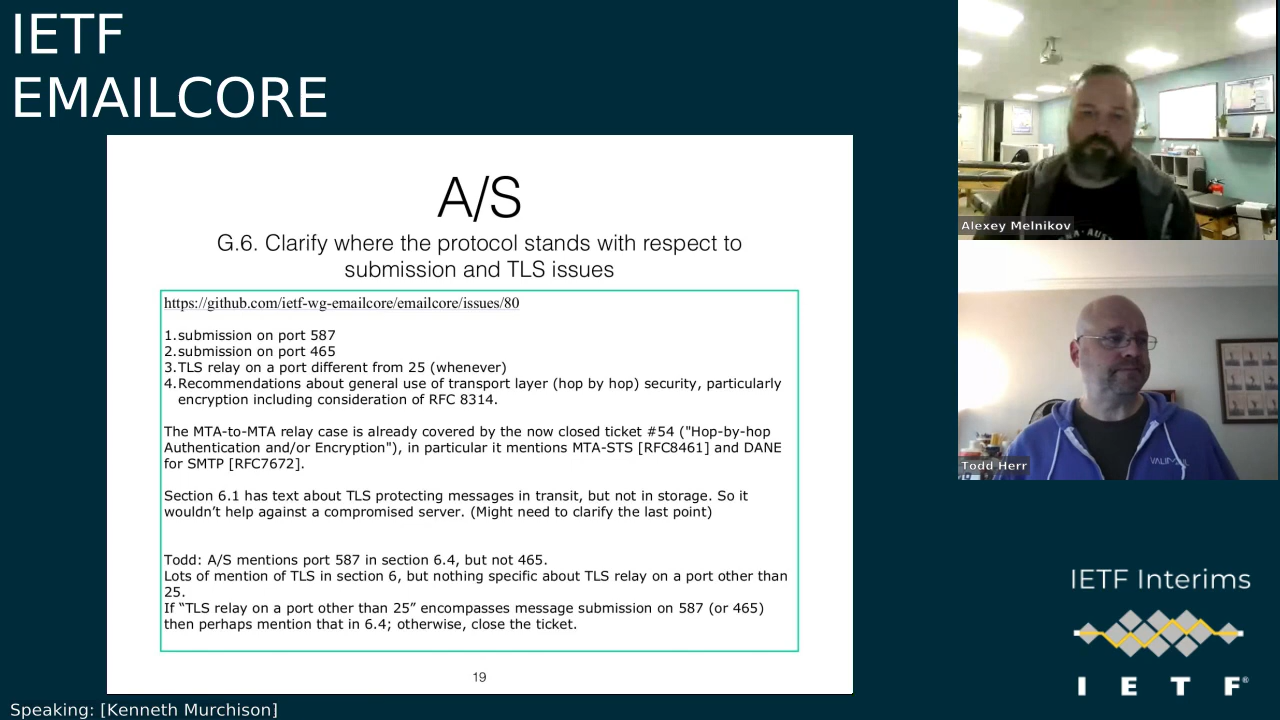 IETF
EMAILCORE
A/S
G.6. Clarify where the protocol stands with respect to
submission and TLS issues
https://github.com/ietf-wg-emailcore/emailcore/issues/80
1.submission on port 587
2.submission on port 465
3.TLS relay on a port different from 25 (whenever)
4.Recommendations about general use of transport layer (hop by hop) security, particularly
encryption including consideration of RFC 8314.
The MTA-to-MTA relay case is already covered by the now closed ticket #54 ("Hop-by-hop
Authentication and/or Encryption"), in particular it mentions MTA-STS [RFC8461] and DANE
for SMTP [RFC7672].
Section 6.1 has text about TLS protecting messages in transit, but not in storage. So it
wouldn’t help against a compromised server. (Might need to clarify the last point)
Todd: A/S mentions port 587 in section 6.4, but not 465.
Lots of mention of TLS in section 6, but nothing specific about TLS relay on a port other than
25.
If “TLS relay on a port other than 25” encompasses message submission on 587 (or 465)
then perhaps mention that in 6.4; otherwise, close the ticket.
19
Alexey Melnikov
Todd Herr
IETF Interims
I E T F®
Speaking: [Kenneth Murchison]